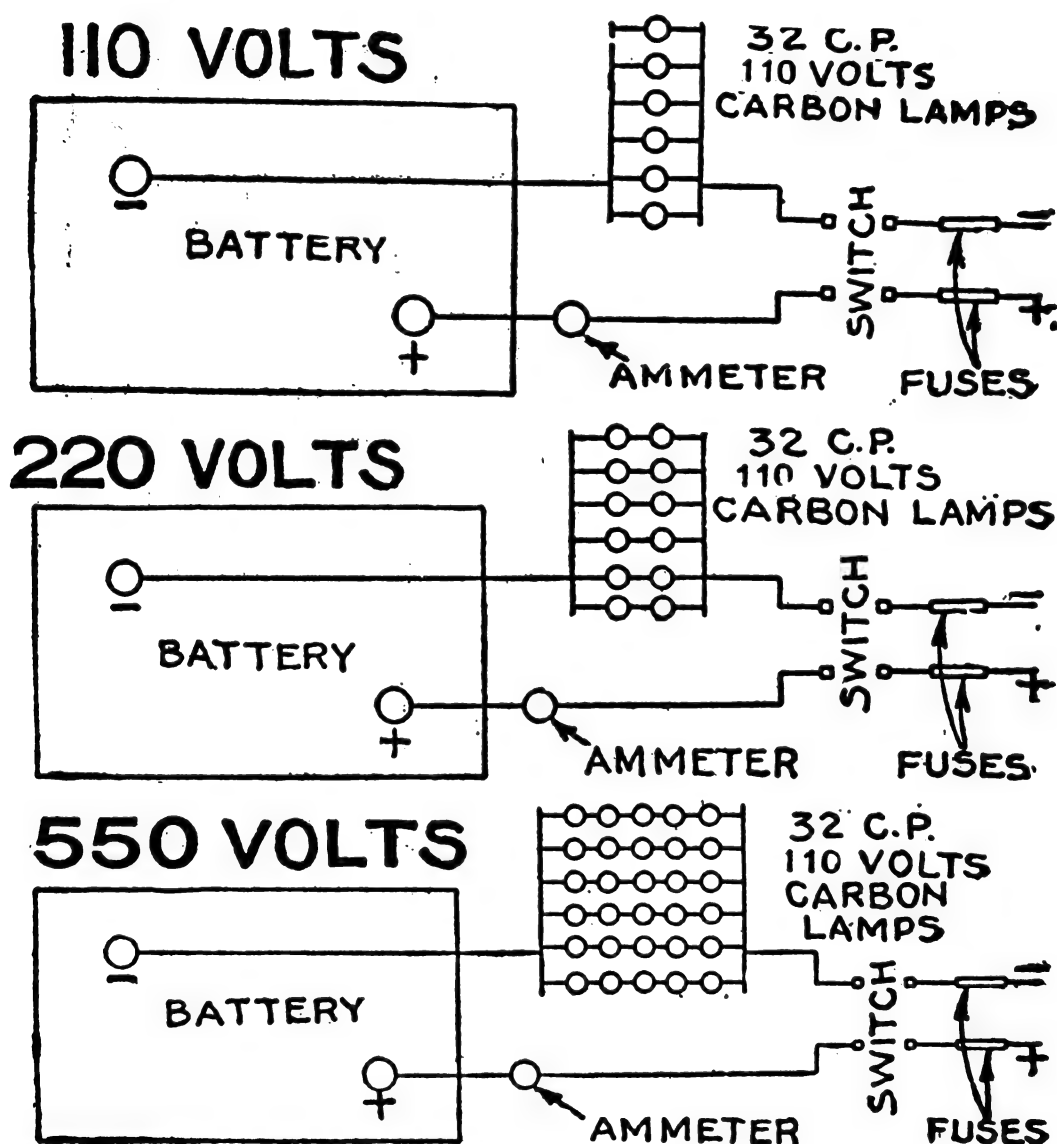 110 VOLTS
32 C.P.
110 VOLTS
CARBON LAMPS
−
BATTERY
+
AMMETER
SWITCH
−
+
FUSES
220 VOLTS
32 C.P.
110 VOLTS
CARBON LAMPS
−
BATTERY
+
AMMETER
SWITCH
−
+
FUSES
550 VOLTS
32 C.P.
110 VOLTS
CARBON
LAMPS
−
BATTERY
+
AMMETER
SWITCH
−
+
FUSES